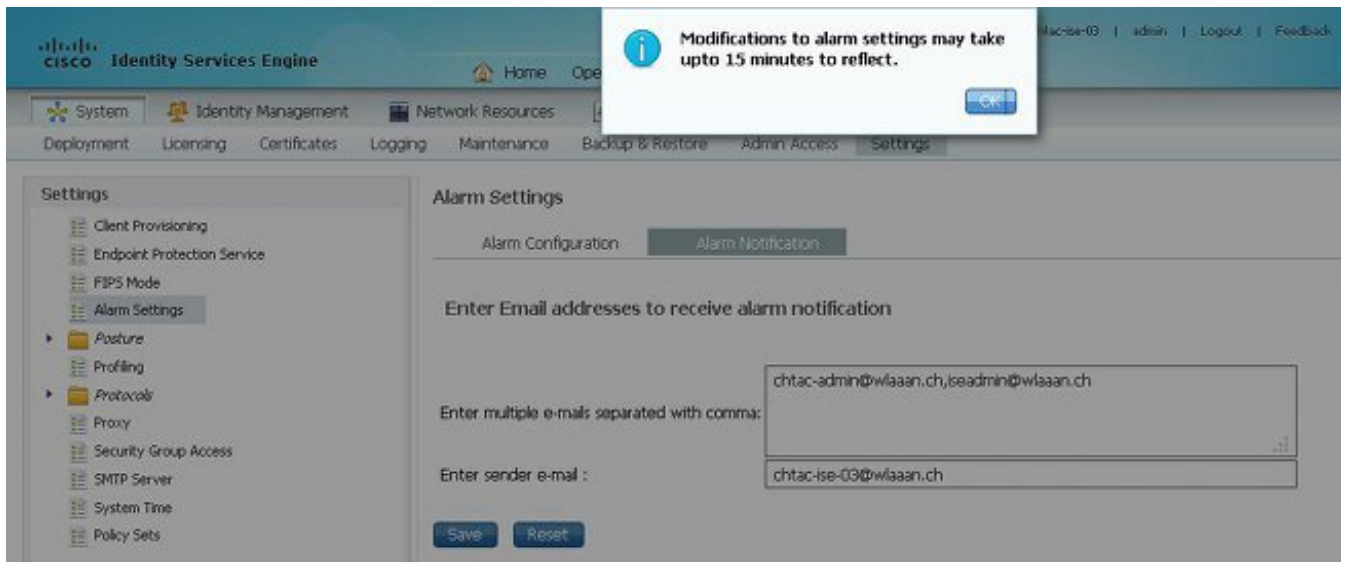 Modifications to alarm settings may take
upto 15 minutes to reflect.
OK
cisco Identity Services Engine
Home
admin | Logout | Feedback
System Identity Management Network Resources
Deployment Licensing Certificates Logging Maintenance Backup & Restore Admin Access Settings
Settings
Client Provisioning
Endpoint Protection Service
FIPS Mode
Alarm Settings
Posture
Profiling
Protocols
Proxy
Security Group Access
SMTP Server
System Time
Policy Sets
Alarm Settings
Alarm Configuration Alarm Notification
Enter Email addresses to receive alarm notification
Enter multiple e-mails separated with comma:
chtac-admin@wlaaan.ch,iseadmin@wlaaan.ch
Enter sender e-mail :
chtac-ise-03@wlaaan.ch
Save Reset